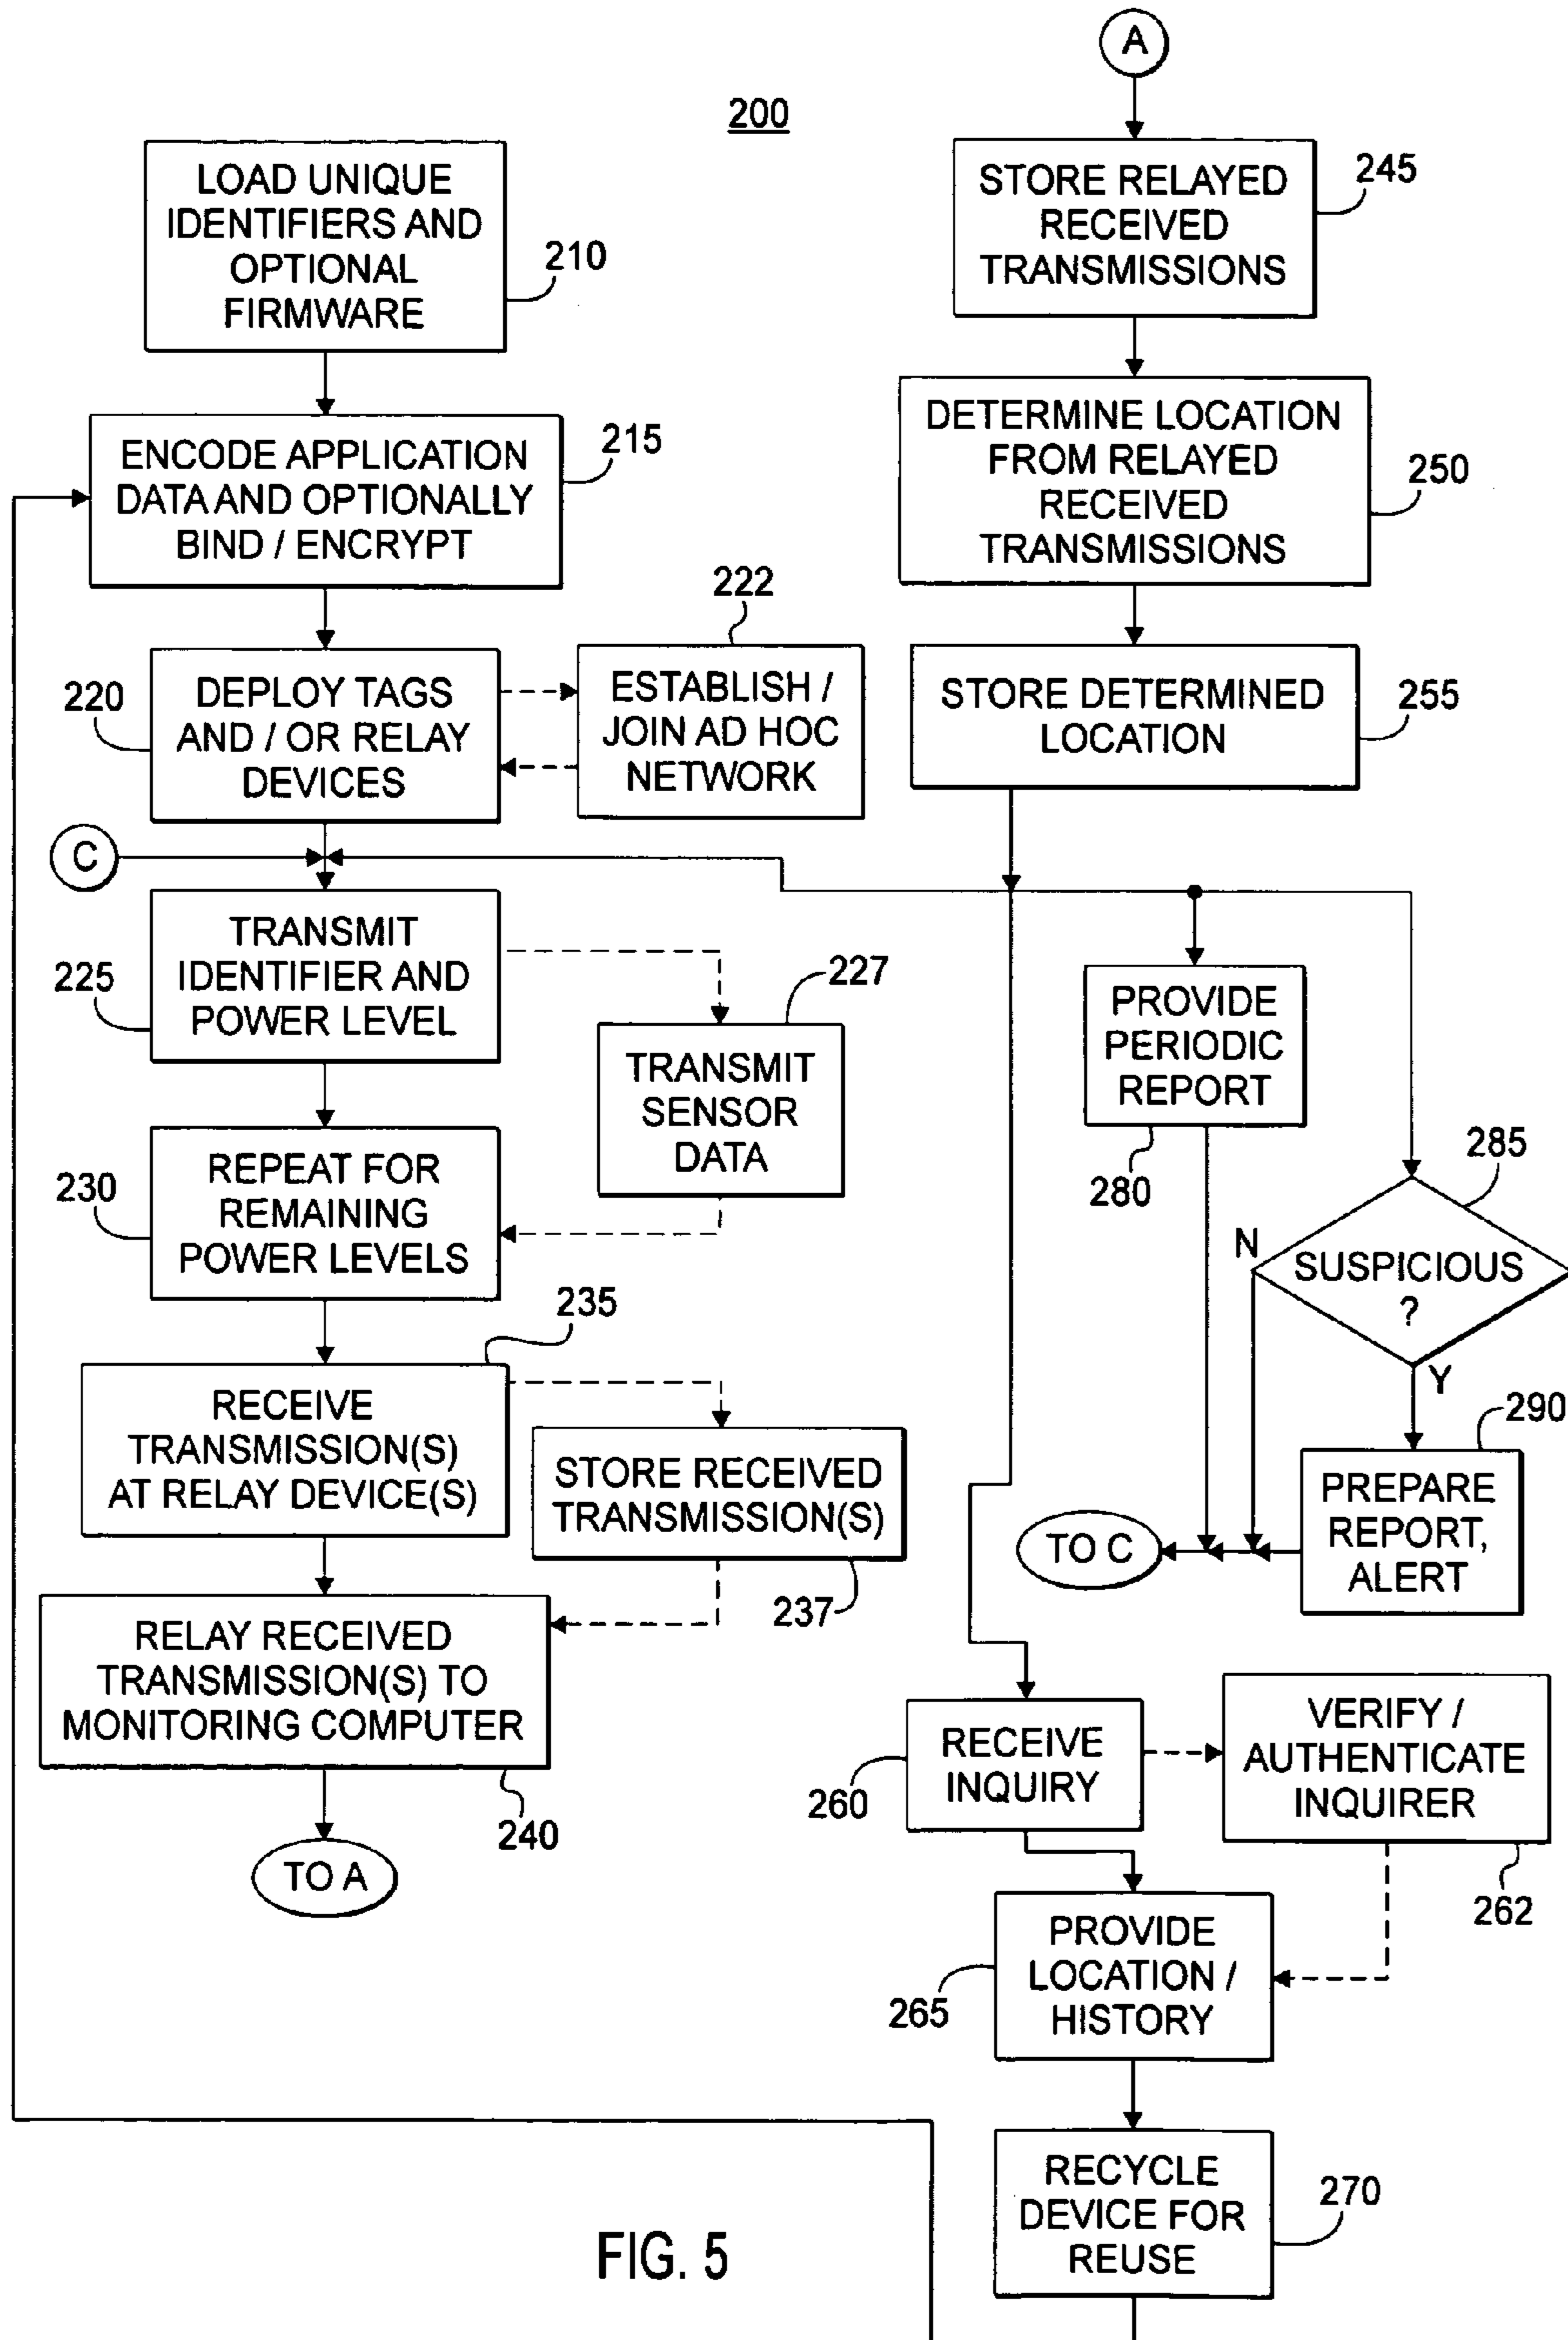 200
LOAD UNIQUE
IDENTIFIERS AND
OPTIONAL
FIRMWARE
210
ENCODE APPLICATION
DATA AND OPTIONALLY
BIND / ENCRYPT
215
DEPLOY TAGS
AND / OR RELAY
DEVICES
220
222
ESTABLISH /
JOIN AD HOC
NETWORK
C
TRANSMIT
IDENTIFIER AND
POWER LEVEL
225
227
TRANSMIT
SENSOR
DATA
REPEAT FOR
REMAINING
POWER LEVELS
230
235
RECEIVE
TRANSMISSION(S)
AT RELAY DEVICE(S)
STORE RECEIVED
TRANSMISSION(S)
237
RELAY RECEIVED
TRANSMISSION(S) TO
MONITORING COMPUTER
240
TO A
A
STORE RELAYED
RECEIVED
TRANSMISSIONS
245
DETERMINE LOCATION
FROM RELAYED
RECEIVED
TRANSMISSIONS
250
STORE DETERMINED
LOCATION
255
PROVIDE
PERIODIC
REPORT
280
285
SUSPICIOUS
?
N
Y
290
PREPARE
REPORT,
ALERT
TO C
RECEIVE
INQUIRY
260
VERIFY /
AUTHENTICATE
INQUIRER
262
PROVIDE
LOCATION /
HISTORY
265
RECYCLE
DEVICE FOR
REUSE
270
FIG. 5